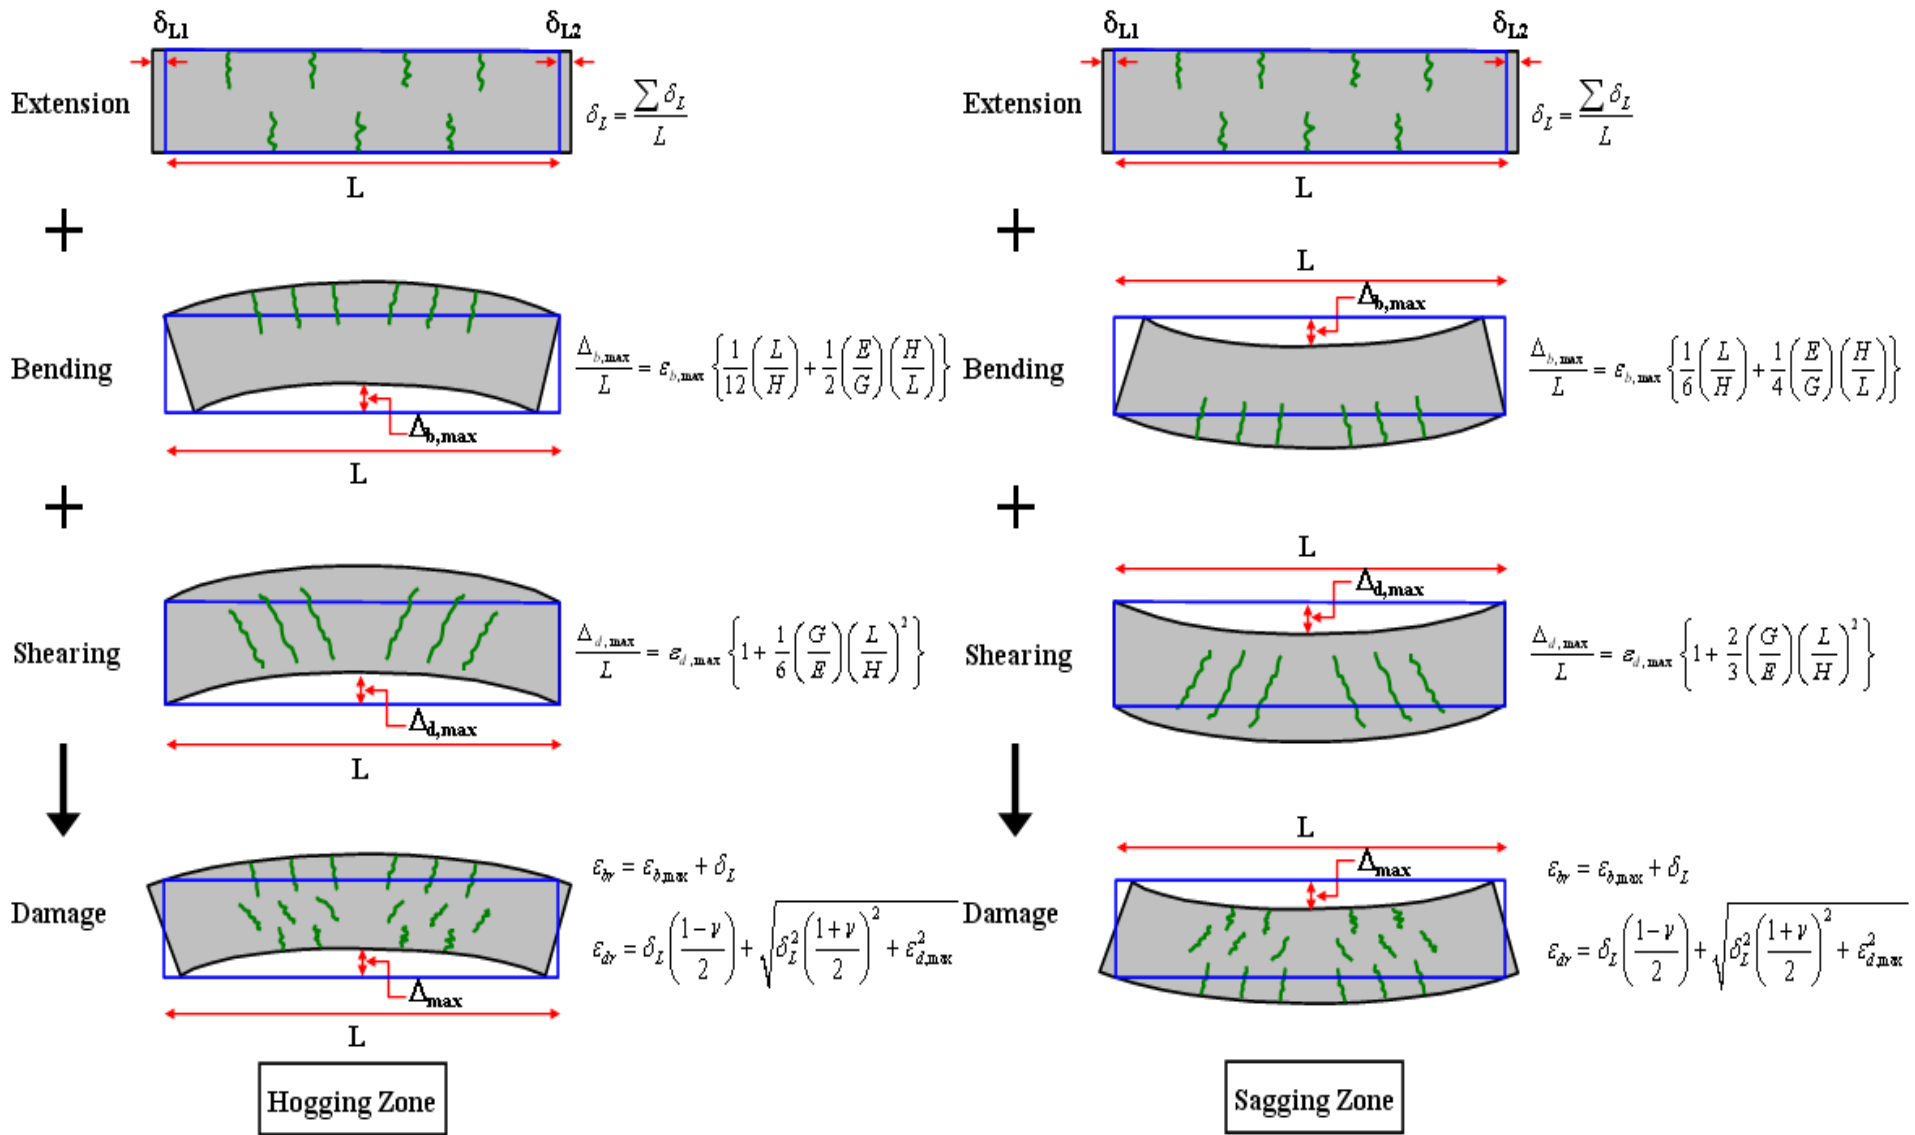 δL1 δL2
Extension
δL = ∑ δL / L
L
+
Bending
Δb,max / L = εb,max { 1/12 (L/H) + 1/2 (E/G) (H/L) }
Δb,max
L
+
Shearing
Δd,max / L = εd,max { 1 + 1/6 (G/E) (L/H)² }
Δd,max
L
Damage
εbr = εb,max + δL
εdr = δL ((1−ν)/2) + √(δL² ((1+ν)/2)² + ε²d,max)
Δmax
L
Hogging Zone
δL1 δL2
Extension
δL = ∑ δL / L
L
+
L
Δb,max
Bending
Δb,max / L = εb,max { 1/6 (L/H) + 1/4 (E/G) (H/L) }
+
L
Δd,max
Shearing
Δd,max / L = εd,max { 1 + 2/3 (G/E) (L/H)² }
L
Δmax
Damage
εbr = εb,max + δL
εdr = δL ((1−ν)/2) + √(δL² ((1+ν)/2)² + ε²d,max)
Sagging Zone